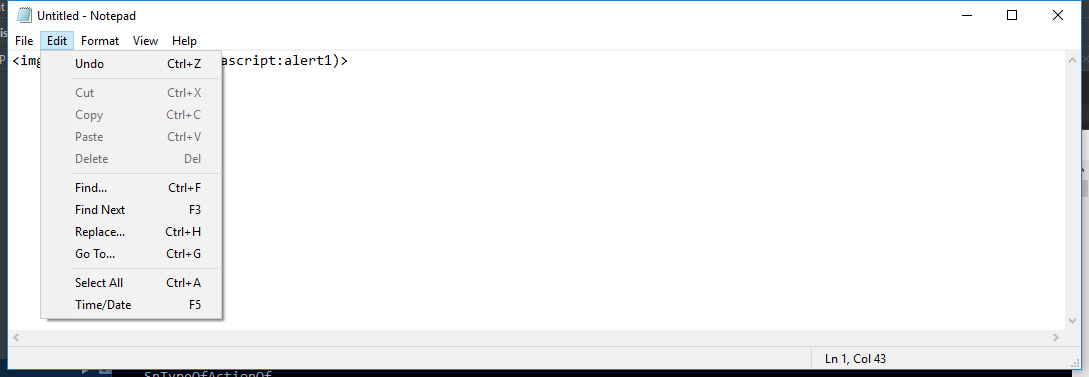 Untitled - Notepad
File Edit Format View Help
<img ascript:alert1)>
Undo Ctrl+Z
Cut Ctrl+X
Copy Ctrl+C
Paste Ctrl+V
Delete Del
Find... Ctrl+F
Find Next F3
Replace... Ctrl+H
Go To... Ctrl+G
Select All Ctrl+A
Time/Date F5
Ln 1, Col 43